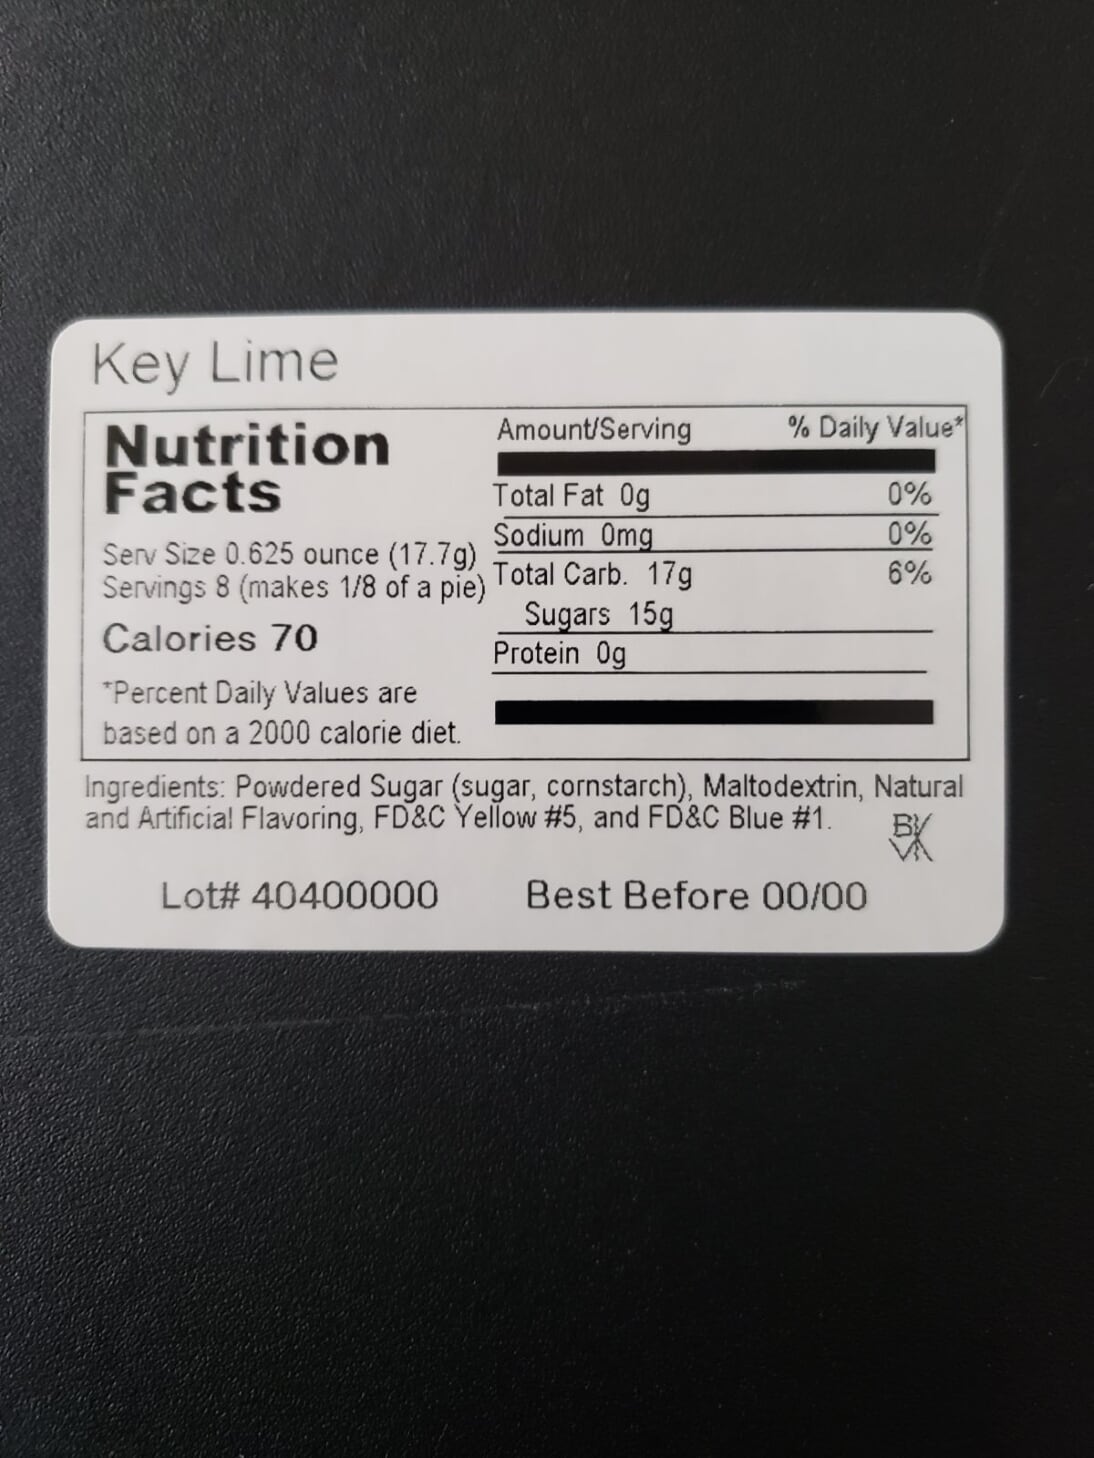 Key Lime
Nutrition
Facts
Serv Size 0.625 ounce (17.7g)
Servings 8 (makes 1/8 of a pie)
Calories 70
*Percent Daily Values are
based on a 2000 calorie diet.
Amount/Serving % Daily Value*
Total Fat 0g 0%
Sodium 0mg 0%
Total Carb. 17g 6%
Sugars 15g
Protein 0g
Ingredients: Powdered Sugar (sugar, cornstarch), Maltodextrin, Natural
and Artificial Flavoring, FD&C Yellow #5, and FD&C Blue #1.
Lot# 40400000 Best Before 00/00